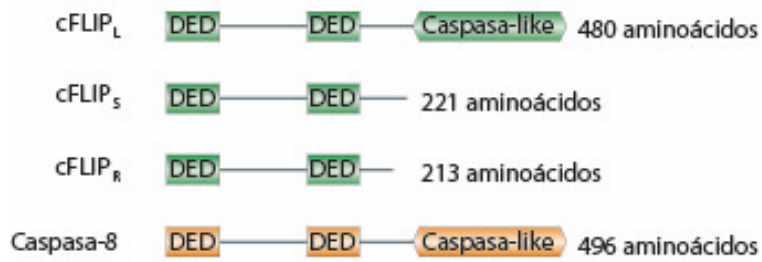 cFLIPL DED DED Caspasa-like 480 aminoácidos
cFLIPS DED DED 221 aminoácidos
cFLIPR DED DED 213 aminoácidos
Caspasa-8 DED DED Caspasa-like 496 aminoácidos